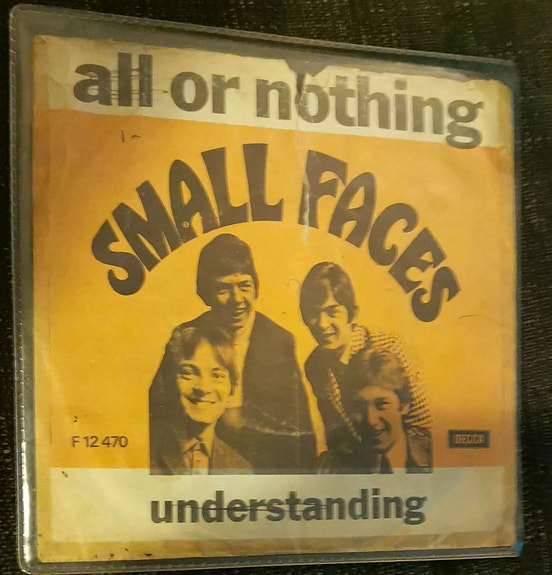 all or nothing
SMALL FACES
F 12 470
DECCA
understanding